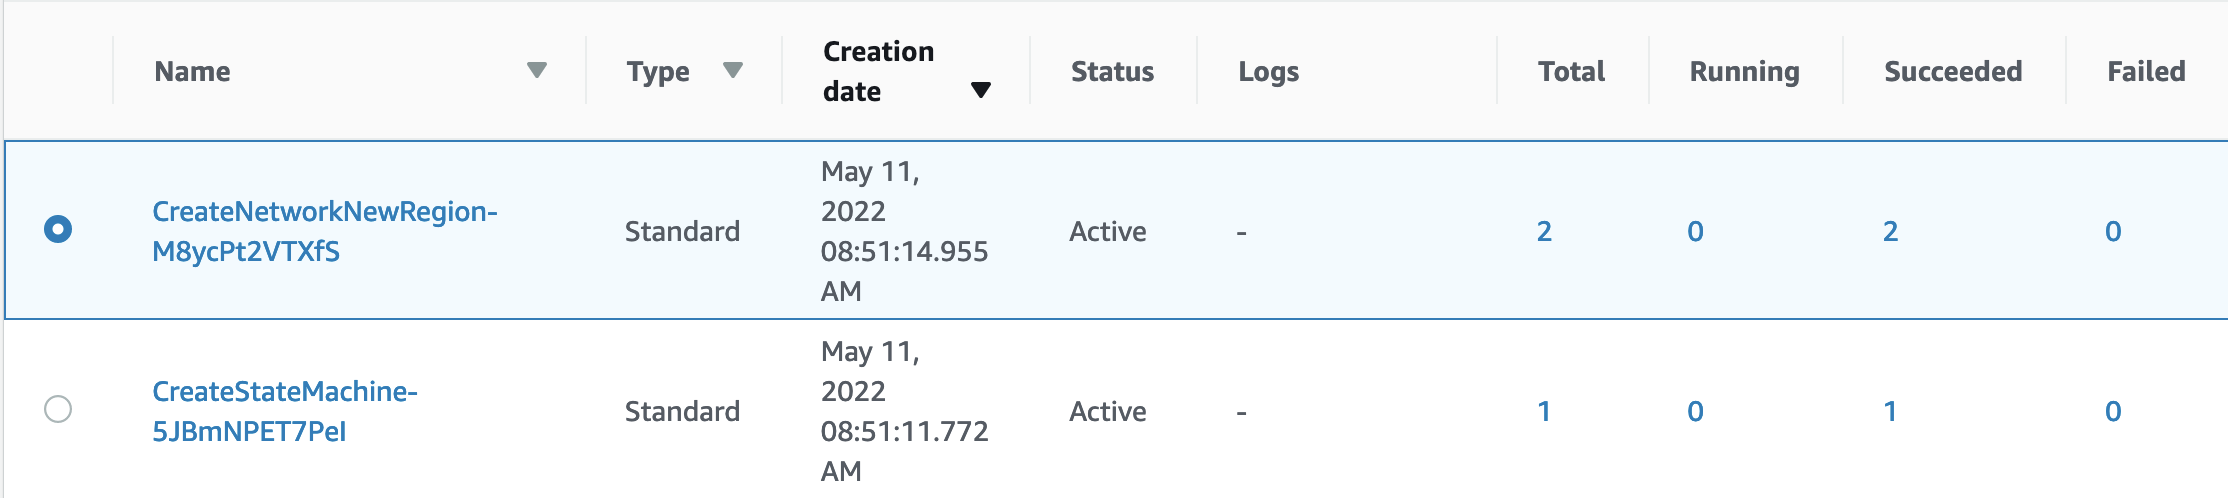 Name Type Creation date Status Logs Total Running Succeeded Failed
CreateNetworkNewRegion-
M8ycPt2VTXfS
Standard
May 11,
2022
08:51:14.955
AM
Active - 2 0 2 0
CreateStateMachine-
5JBmNPET7PeI
Standard
May 11,
2022
08:51:11.772
AM
Active - 1 0 1 0